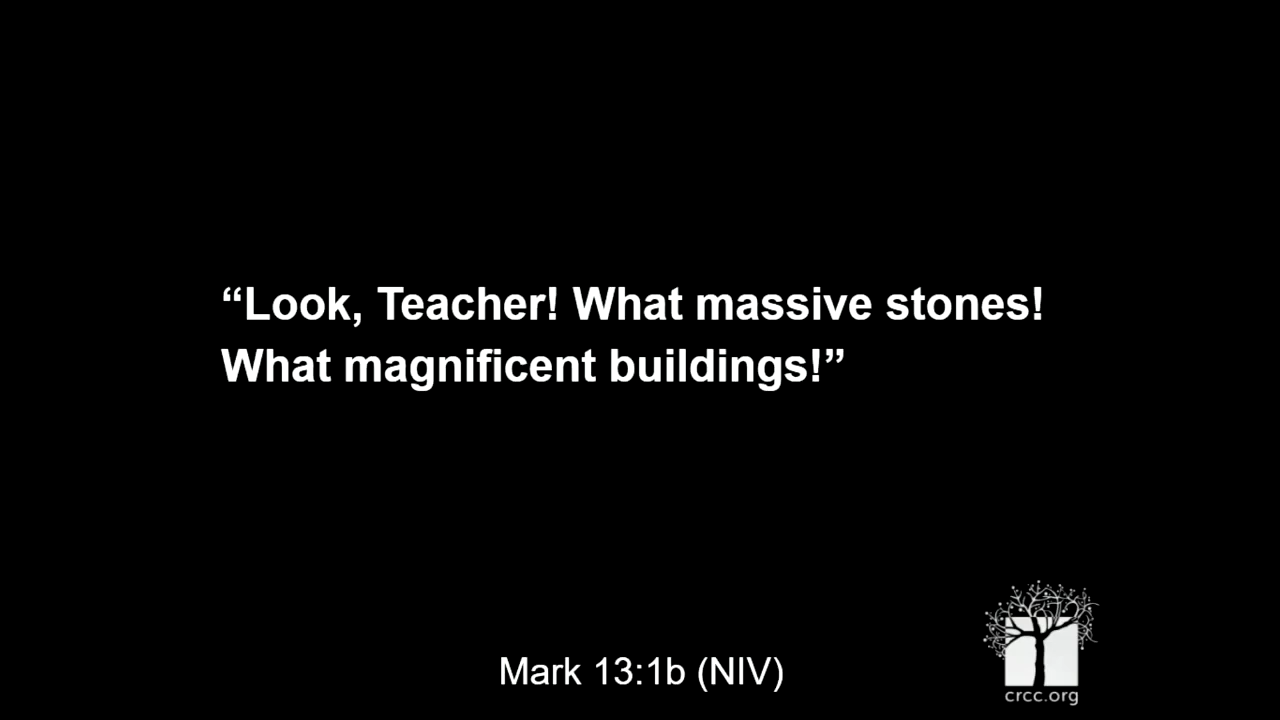 “Look, Teacher! What massive stones!
What magnificent buildings!”
Mark 13:1b (NIV)
crcc.org